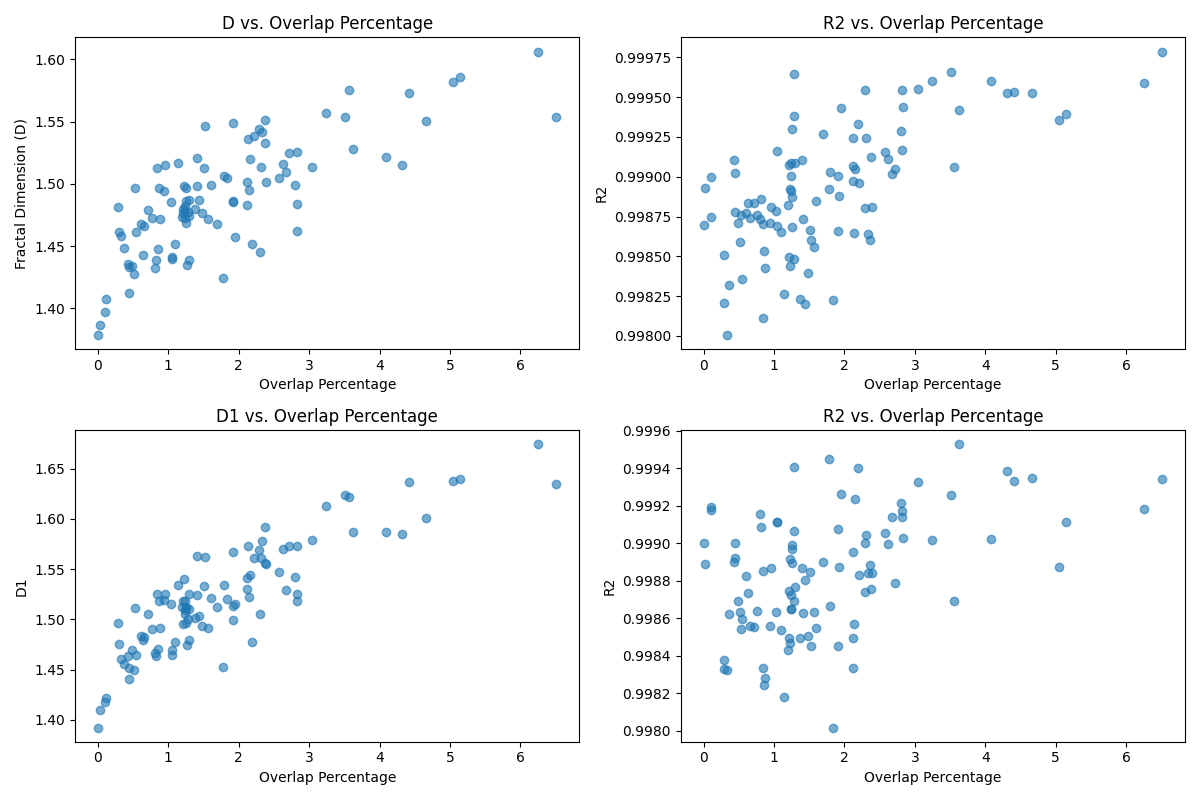 D vs. Overlap Percentage
Fractal Dimension (D)
1.60
1.55
1.50
1.45
1.40
0 1 2 3 4 5 6
Overlap Percentage
R2 vs. Overlap Percentage
R2
0.99975
0.99950
0.99925
0.99900
0.99875
0.99850
0.99825
0.99800
0 1 2 3 4 5 6
Overlap Percentage
D1 vs. Overlap Percentage
D1
1.65
1.60
1.55
1.50
1.45
1.40
0 1 2 3 4 5 6
Overlap Percentage
R2 vs. Overlap Percentage
R2
0.9996
0.9994
0.9992
0.9990
0.9988
0.9986
0.9984
0.9982
0.9980
0 1 2 3 4 5 6
Overlap Percentage